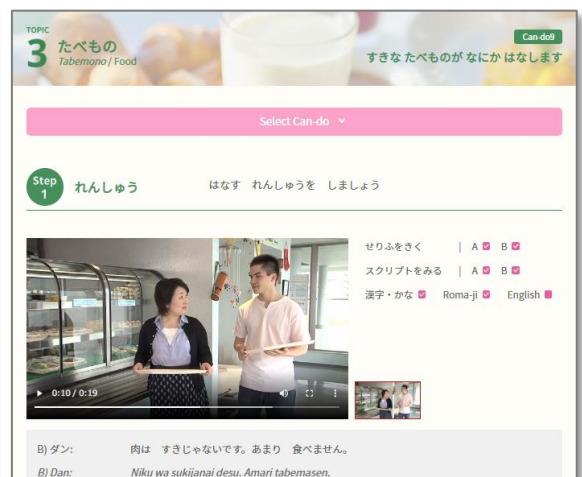 TOPIC
3 たべもの
Tabemono / Food
Can-do9
すきな たべものが なにか はなします
Select Can-do
Step
1
れんしゅう
はなす れんしゅうを しましょう
せりふをきく | A B
スクリプトをみる | A B
漢字・かな Roma-ji English
0:10 / 0:19
B) ダン: 肉は すきじゃないです。あまり 食べません。
B) Dan: Niku wa sukijanai desu. Amari tabemasen.